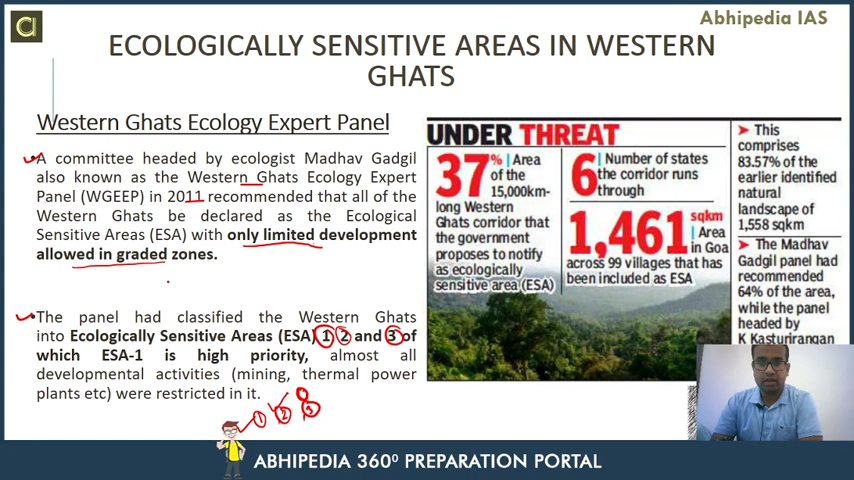 Abhipedia IAS
ECOLOGICALLY SENSITIVE AREAS IN WESTERN
GHATS
Western Ghats Ecology Expert Panel
A committee headed by ecologist Madhav Gadgil
also known as the Western Ghats Ecology Expert
Panel (WGEEP) in 2011 recommended that all of the
Western Ghats be declared as the Ecological
Sensitive Areas (ESA) with only limited development
allowed in graded zones.
The panel had classified the Western Ghats
into Ecologically Sensitive Areas (ESA) 1, 2 and 3 of
which ESA-1 is high priority, almost all
developmental activities (mining, thermal power
plants etc) were restricted in it.
1 2 3
UNDER THREAT
37% Area
of the
15,000km-
long Western
Ghats corridor that
the government
proposes to notify
as ecologically
sensitive area (ESA)
6 Number of states
the corridor runs
through
1,461 sqkm
Area
in Goa
across 99 villages that has
been included as ESA
This
comprises
83.57% of the
earlier identified
natural
landscape of
1,558 sqkm
The Madhav
Gadgil panel had
recommended
64% of the area,
while the panel
headed by
K Kasturirangan
ABHIPEDIA 360⁰ PREPARATION PORTAL